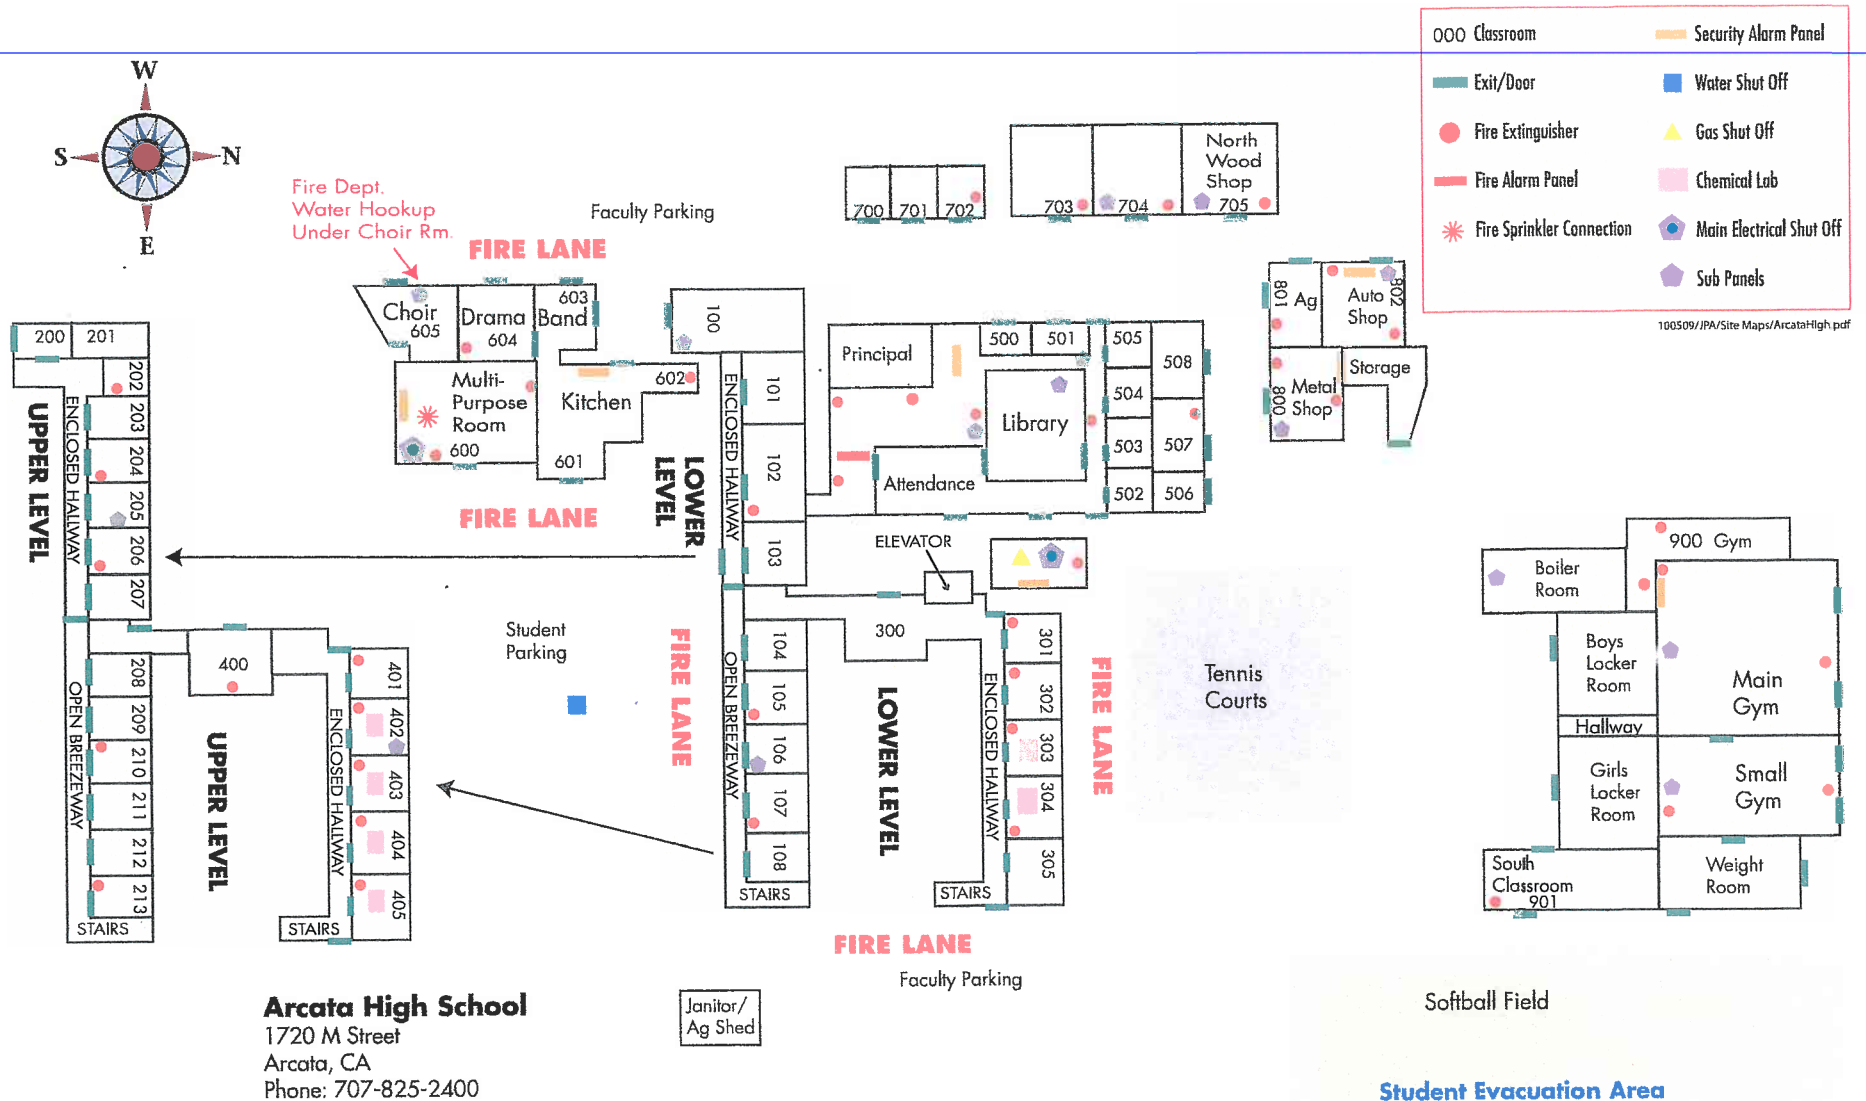 000 Classroom
Security Alarm Panel
Exit/Door
Water Shut Off
Fire Extinguisher
Gas Shut Off
Fire Alarm Panel
Chemical Lab
Fire Sprinkler Connection
Main Electrical Shut Off
Sub Panels
100509/JPA/Site Maps/ArcataHIgh.pdf
W
S
N
E
Fire Dept.
Water Hookup
Under Choir Rm.
Faculty Parking
FIRE LANE
700
701
702
703
704
North
Wood
Shop
705
Choir
605
Drama
604
603
Band
Multi-
Purpose
Room
600
Kitchen
602
601
FIRE LANE
200
201
202
203
204
205
206
207
ENCLOSED HALLWAY
UPPER LEVEL
208
209
210
211
212
213
OPEN BREEZEWAY
STAIRS
400
401
402
403
404
405
ENCLOSED HALLWAY
UPPER LEVEL
STAIRS
Student
Parking
100
101
102
103
ENCLOSED HALLWAY
LOWER
LEVEL
Principal
Attendance
Library
500
501
505
504
503
502
508
507
506
ELEVATOR
FIRE LANE
104
105
106
107
108
OPEN BREEZEWAY
STAIRS
300
LOWER LEVEL
301
302
303
304
305
ENCLOSED HALLWAY
STAIRS
FIRE LANE
FIRE LANE
Faculty Parking
Tennis
Courts
801
Ag
Auto
Shop
802
Metal
Shop
800
Storage
900 Gym
Boiler
Room
Boys
Locker
Room
Main
Gym
Hallway
Girls
Locker
Room
Small
Gym
South
Classroom
901
Weight
Room
Arcata High School
1720 M Street
Arcata, CA
Phone: 707-825-2400
Janitor/
Ag Shed
Softball Field
Student Evacuation Area